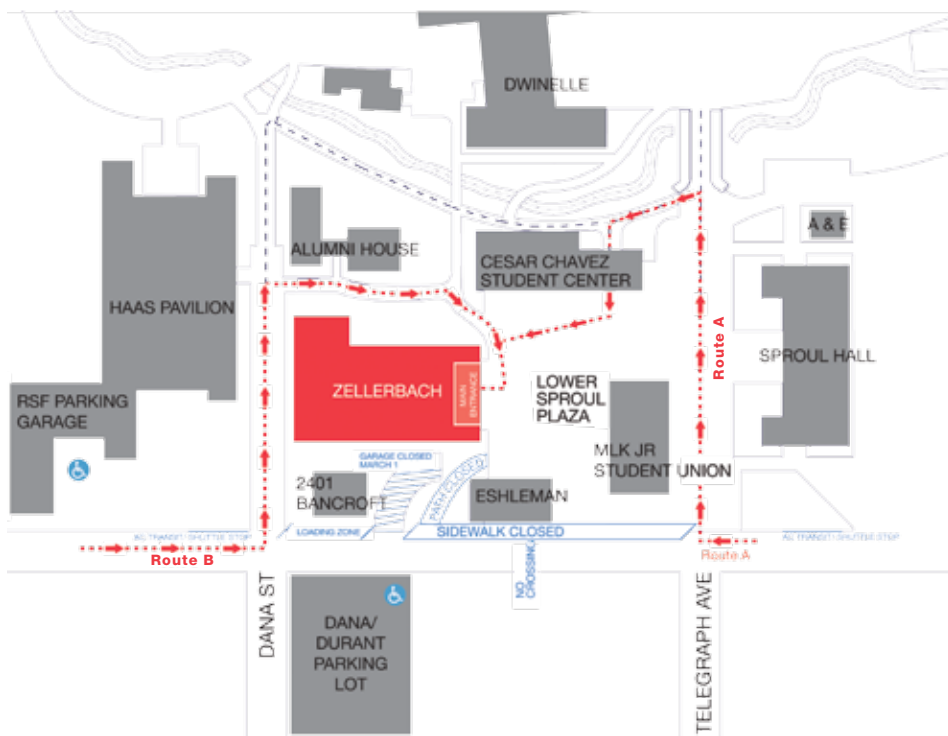 DWINELLE
A & E
ALUMNI HOUSE
CESAR CHAVEZ
STUDENT CENTER
HAAS PAVILION
Route A
SPROUL HALL
ZELLERBACH
MAIN
ENTRANCE
LOWER
SPROUL
PLAZA
RSF PARKING
GARAGE
MLK JR
STUDENT UNION
GARAGE CLOSED
MARCH 1
PATH CLOSED
2401
BANCROFT
ESHLEMAN
LOADING ZONE
SIDEWALK CLOSED
AC TRANSIT/SHUTTLE STOP
AC TRANSIT/SHUTTLE STOP
Route B
Route A
NO
CROSSING
DANA ST
TELEGRAPH AVE
DANA/
DURANT
PARKING
LOT